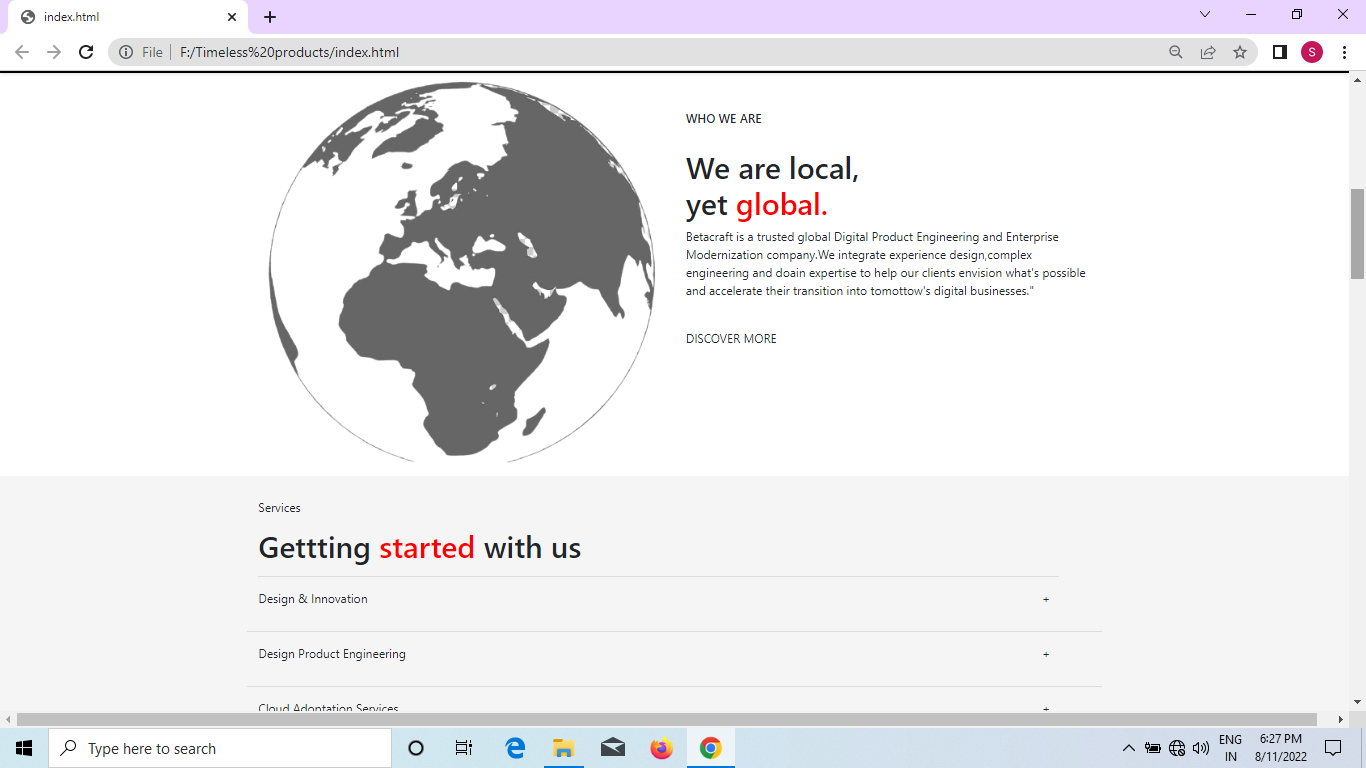 index.html
File
F:/Timeless%20products/index.html
S
WHO WE ARE
We are local,
yet global.
Betacraft is a trusted global Digital Product Engineering and Enterprise
Modernization company.We integrate experience design,complex
engineering and doain expertise to help our clients envision what's possible
and accelerate their transition into tomottow's digital businesses."
DISCOVER MORE
Services
Gettting started with us
Design & Innovation +
Design Product Engineering +
Cloud Adoptation Services +
Type here to search
ENG
IN
6:27 PM
8/11/2022